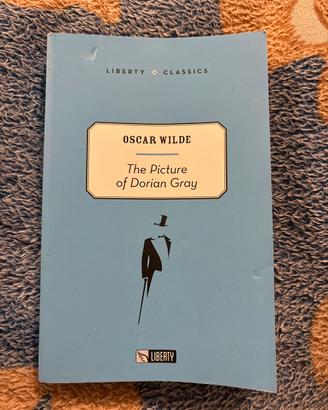 LIBERTY CLASSICS
OSCAR WILDE
The Picture
of Dorian Gray
LIBERTY